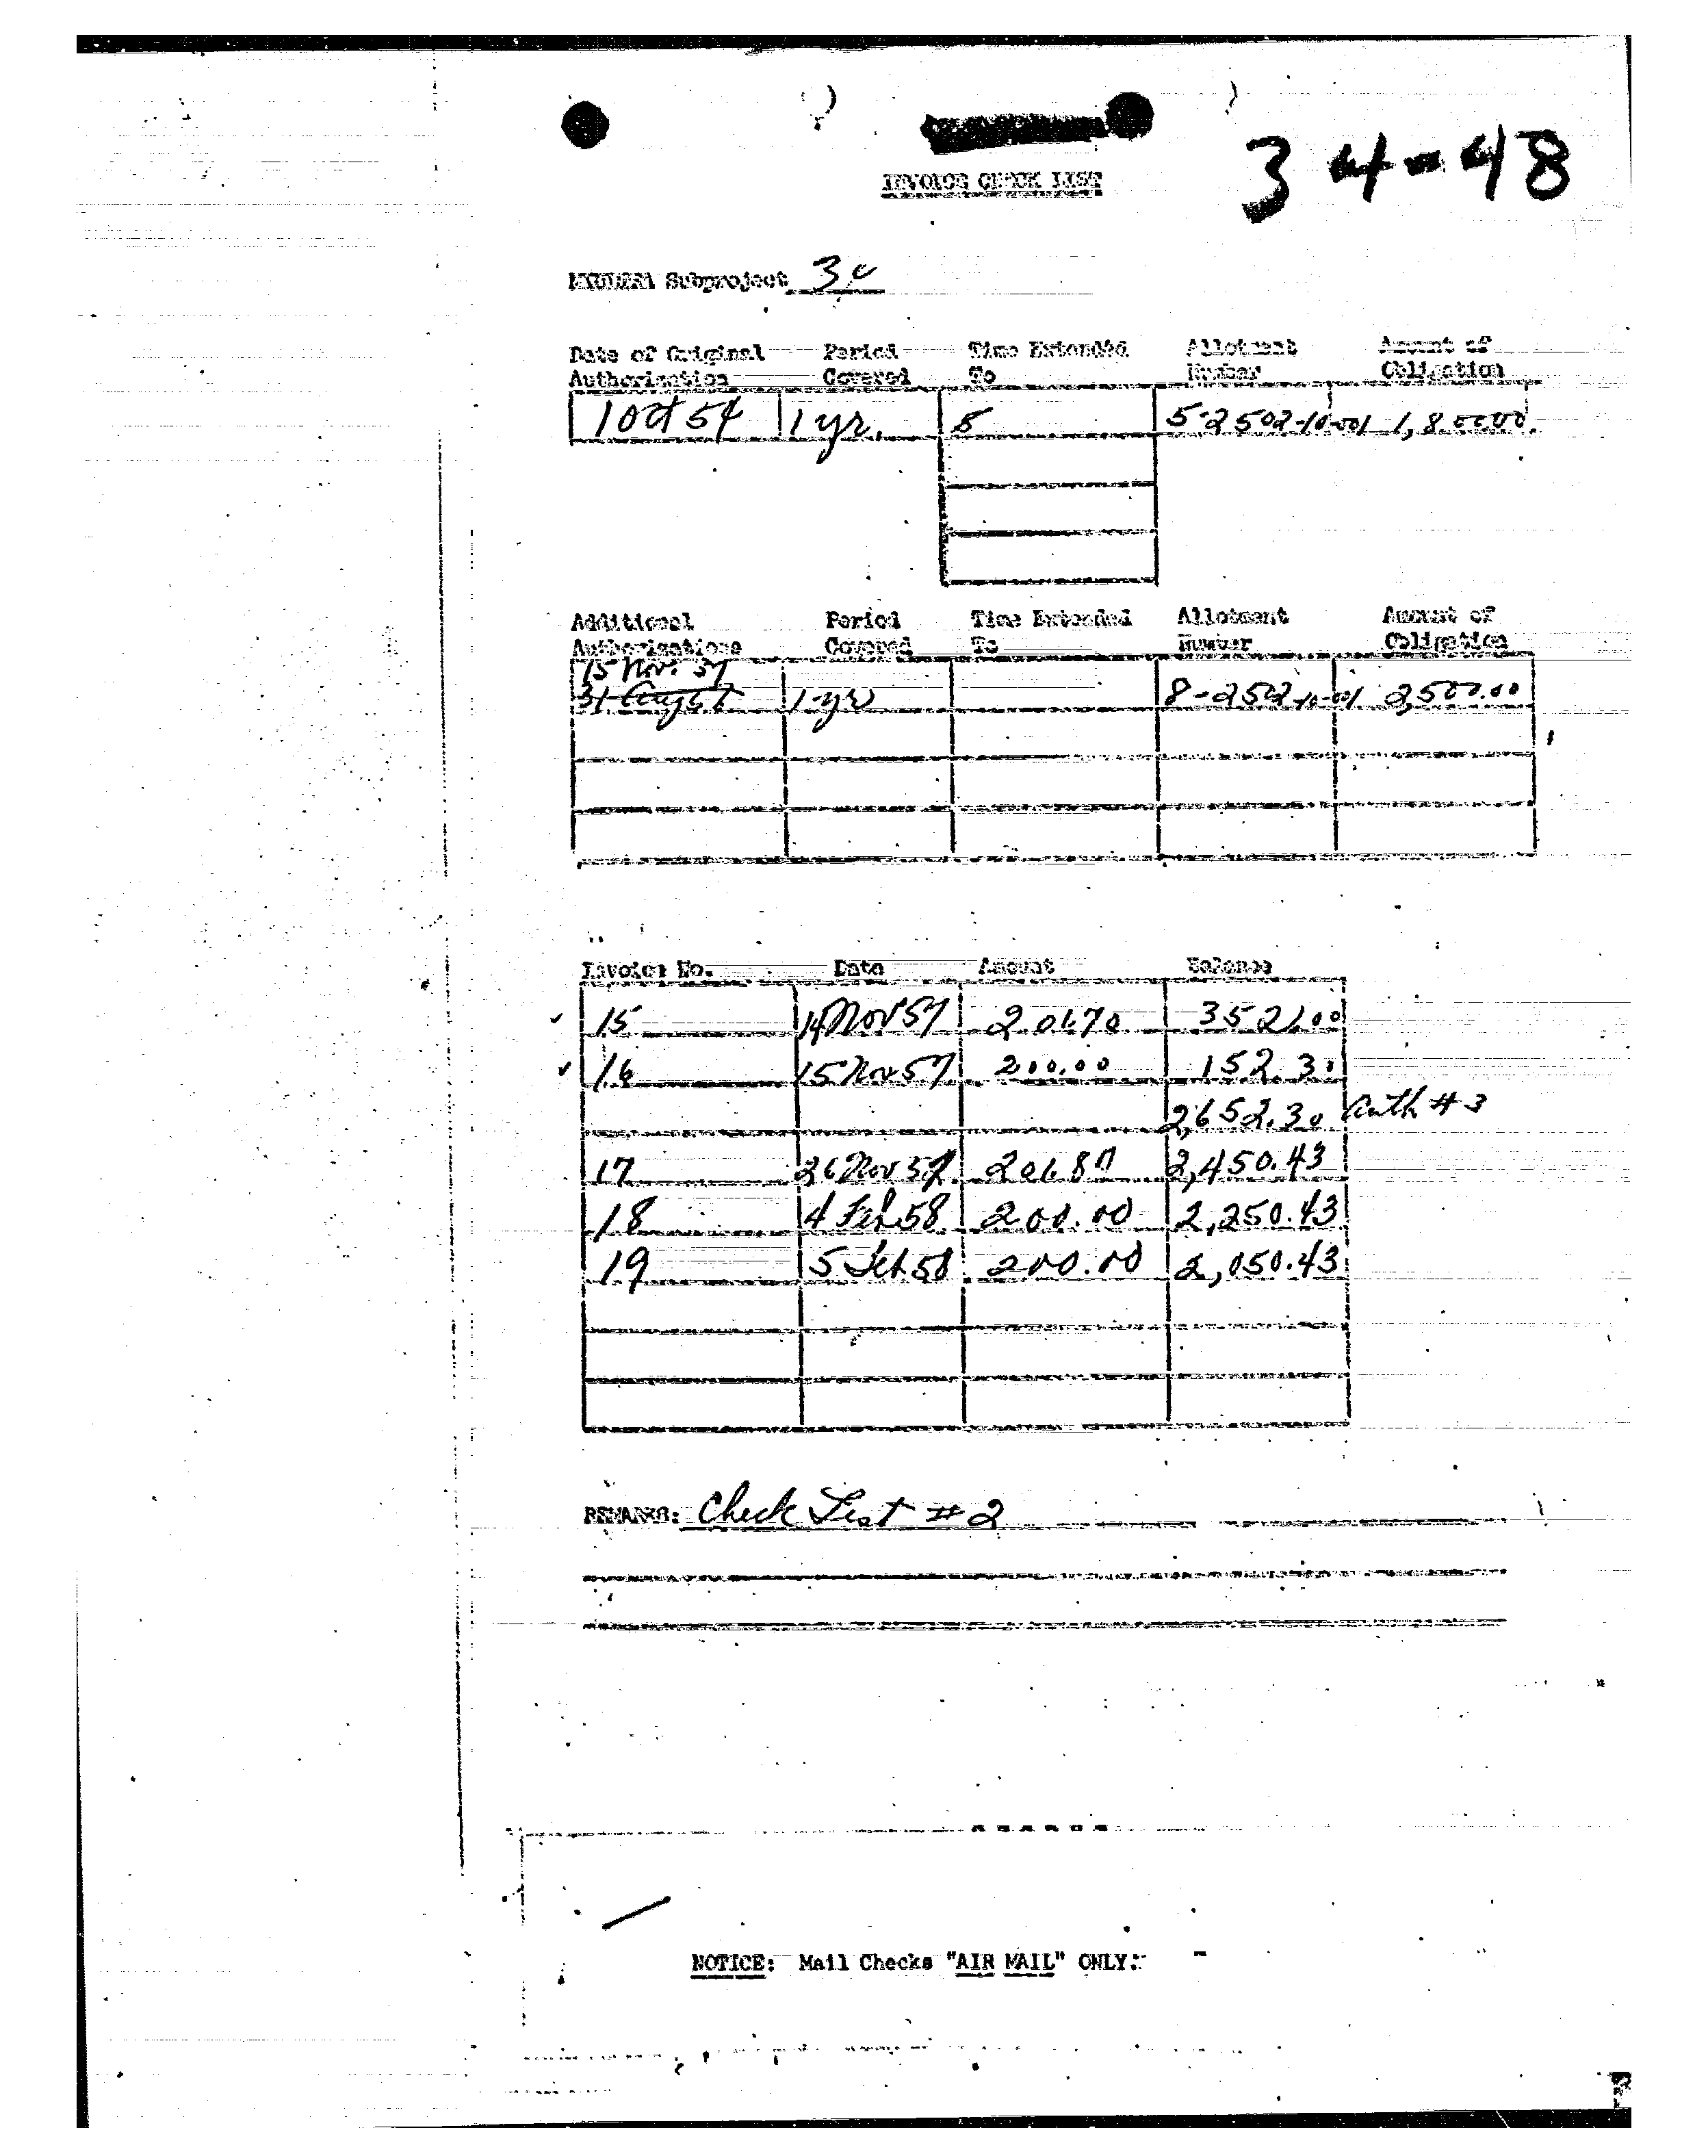 34-48
INVOICE CHECK LIST
MKULTRA Subproject 34
Date of Original Period Time Extended Allotment Amount of
Authorization Covered To Number Obligation
1 Oct 54 1 yr. 5-2502-10-001 1,800.00
Additional Period Time Extended Allotment Amount of
Authorizations Covered To Number Obligation
15 Nov. 57
31 Aug 57 1 yr 8-2502-10-001 2,500.00
Invoice No. Date Amount Balance
15 14 Nov 57 201.70 352.00
16 15 Nov 57 200.00 152.30
2,652.30 Auth # 3
17 26 Nov 57 201.87 2,450.43
18 4 Feb 58 200.00 2,250.43
19 5 Feb 58 200.00 2,050.43
REMARKS: Check List # 2
NOTICE: Mail Checks "AIR MAIL" ONLY.